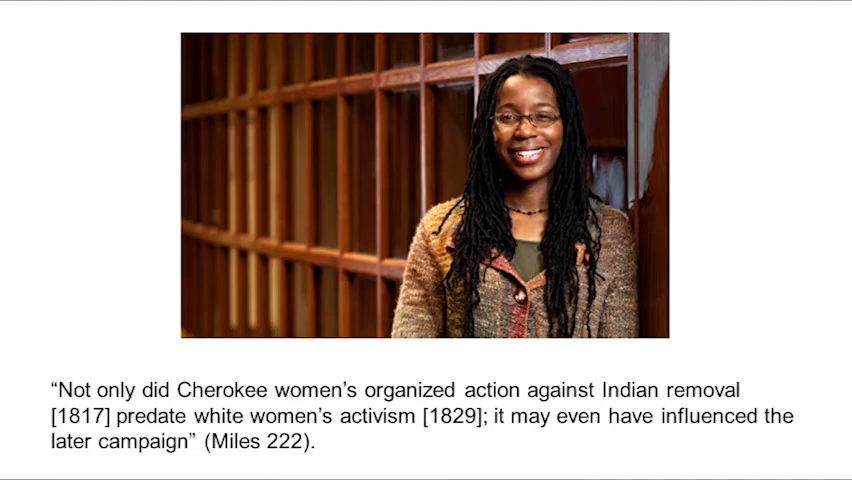 “Not only did Cherokee women’s organized action against Indian removal
[1817] predate white women’s activism [1829]; it may even have influenced the
later campaign” (Miles 222).